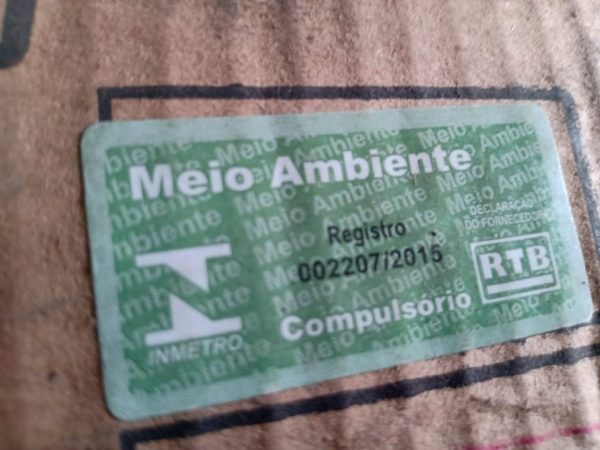 Meio Ambiente
Registro
002207/2015
DECLARAÇÃO
DO FORNECEDOR
RTB
INMETRO
Compulsório